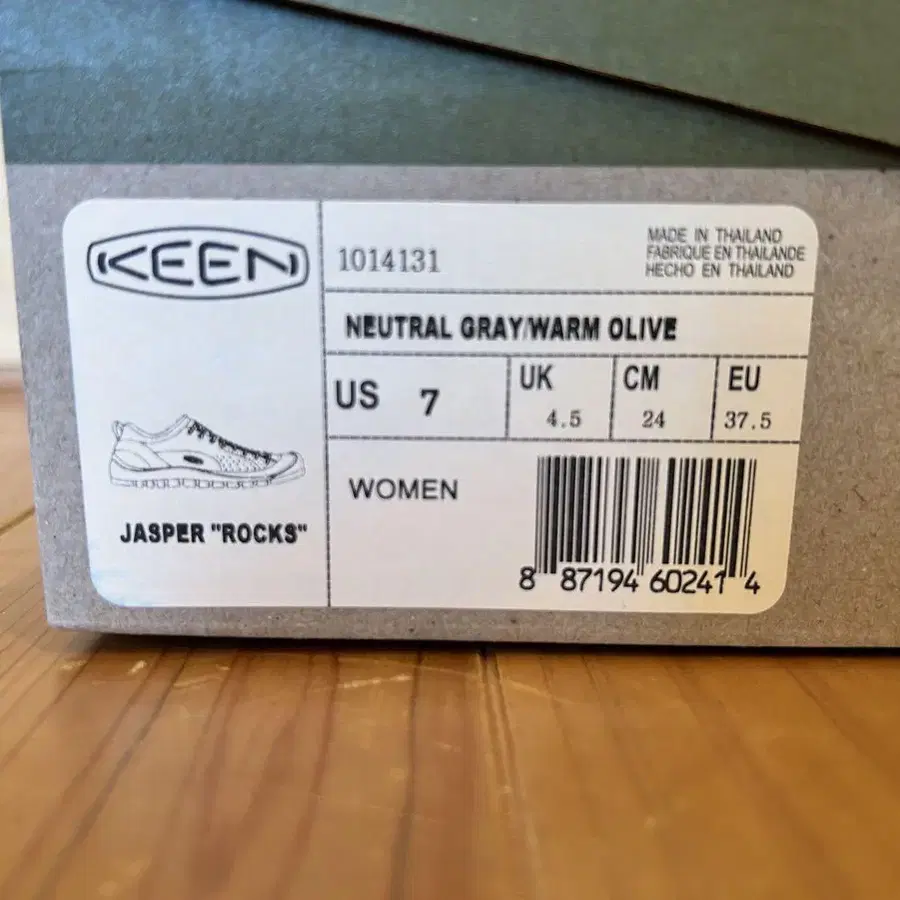 KEEN
1014131
MADE IN THAILAND
FABRIQUE EN THAILANDE
HECHO EN THAILAND
NEUTRAL GRAY/WARM OLIVE
US 7
UK 4.5
CM 24
EU 37.5
WOMEN
JASPER "ROCKS"
8 87194 60241 4